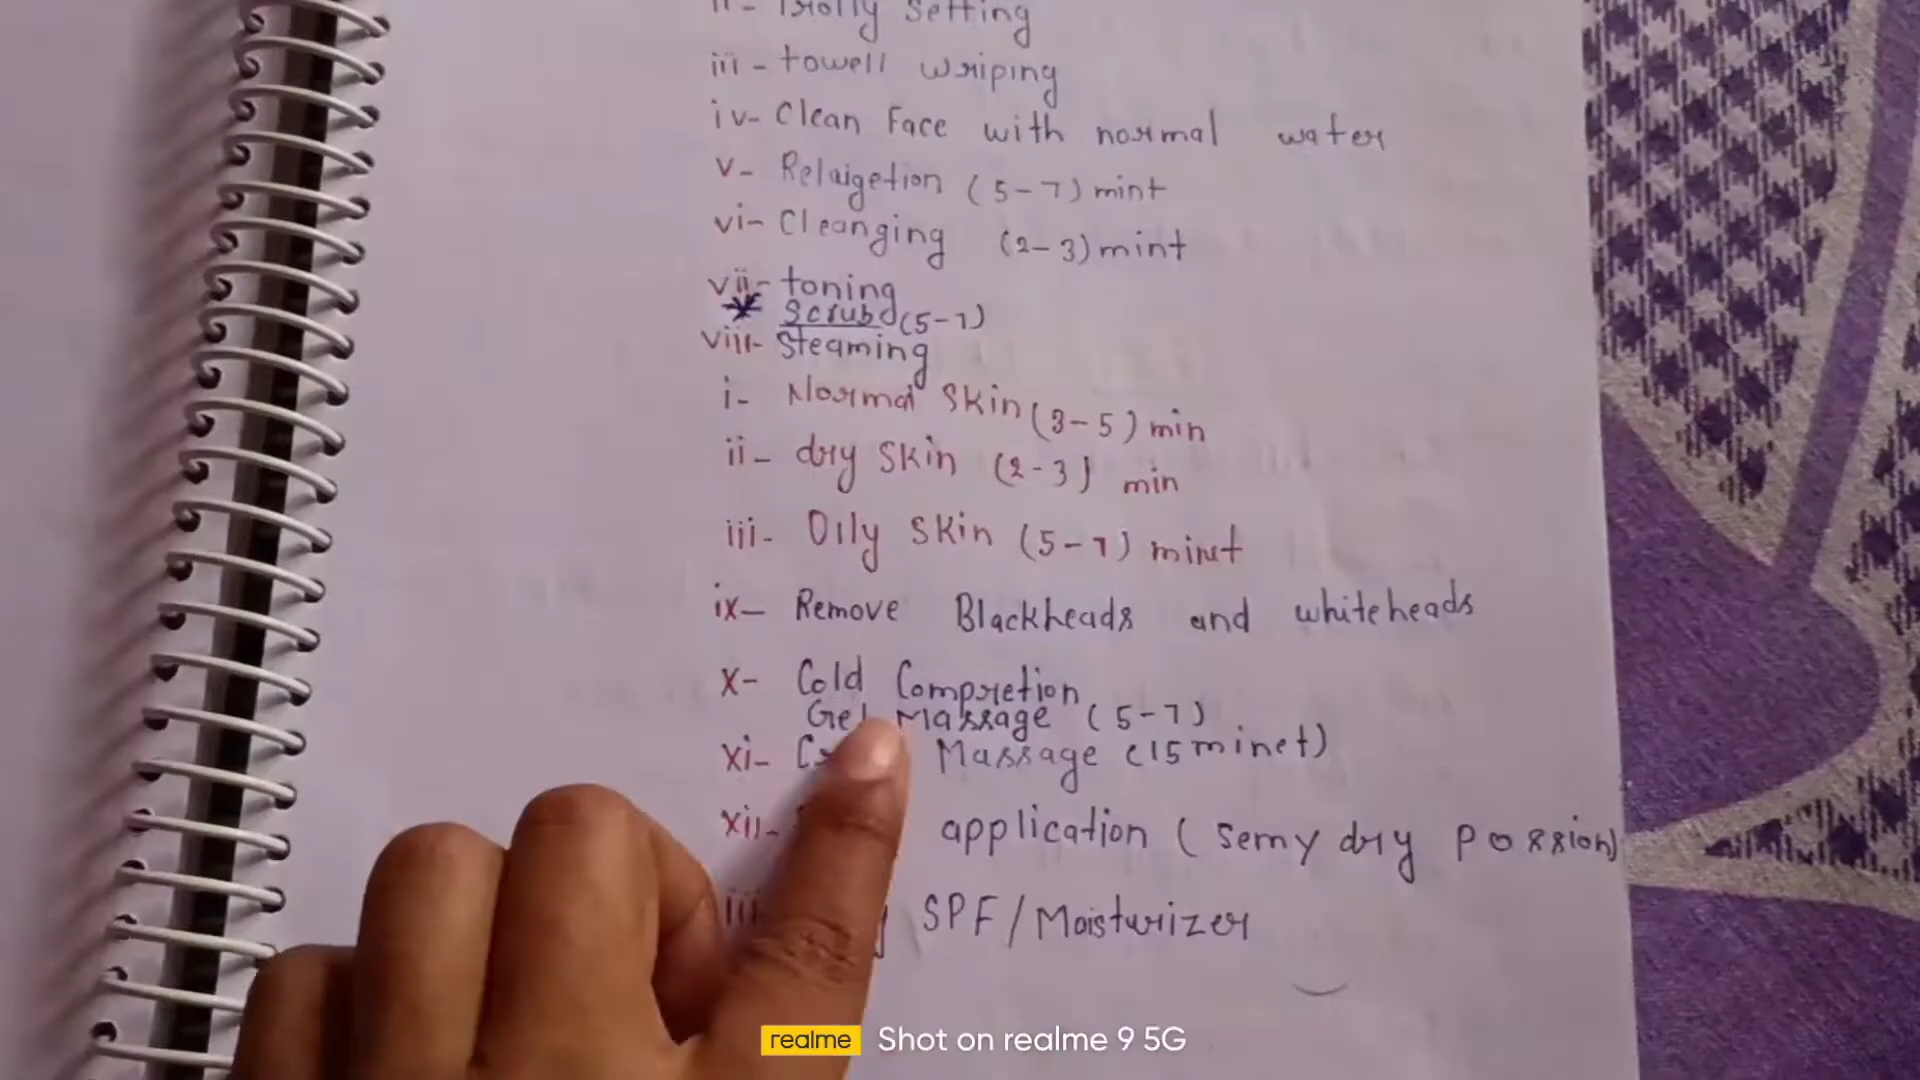 ii - Trolly Setting
iii - towell wriping
iv- Clean Face with normal water
v- Relaigetion (5-7) mint
vi- Cleanging (2-3) mint
vii- toning
* Scrub (5-7)
viii- Steaming
i- Normal Skin (3-5) min
ii- dry Skin (2-3) min
iii- Oily Skin (5-7) minet
ix- Remove Blackheads and whiteheads
x- Cold Compretion
Gel Massage (5-7)
xi- Massage (15 minet)
xii- application ( Semy dry possion)
SPF/Moisturizer
realme Shot on realme 9 5G